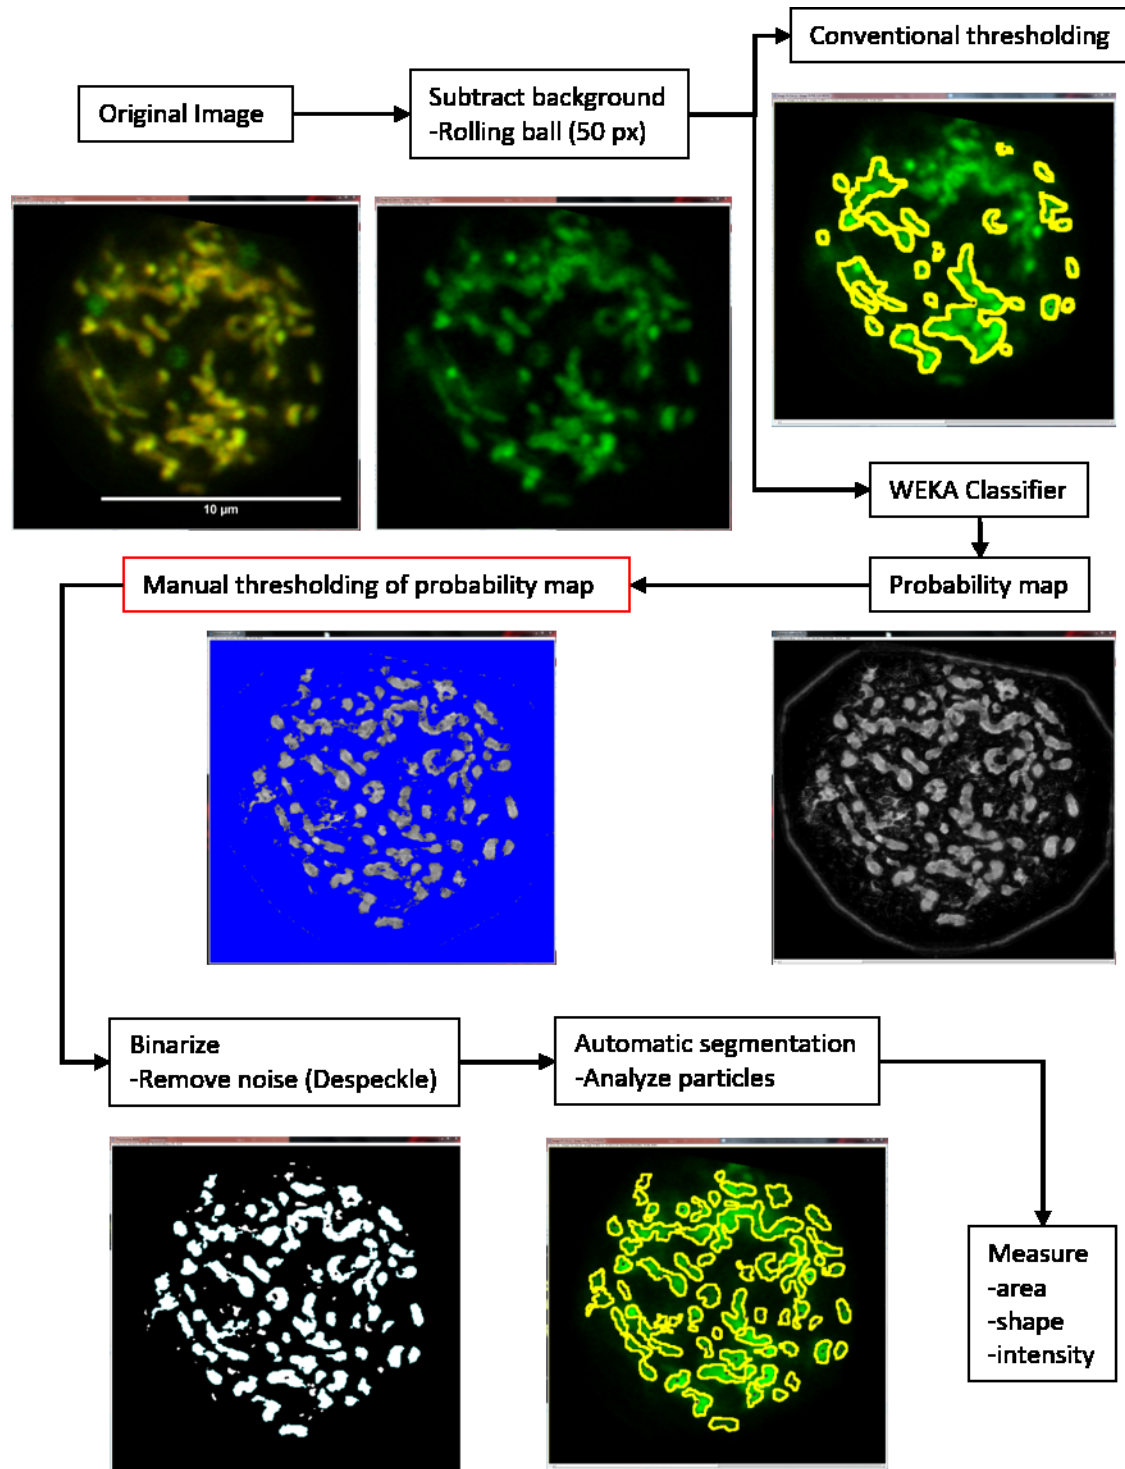 Conventional thresholding
Original Image
Subtract background
-Rolling ball (50 px)
10 µm
WEKA Classifier
Manual thresholding of probability map
Probability map
Binarize
-Remove noise (Despeckle)
Automatic segmentation
-Analyze particles
Measure
-area
-shape
-intensity